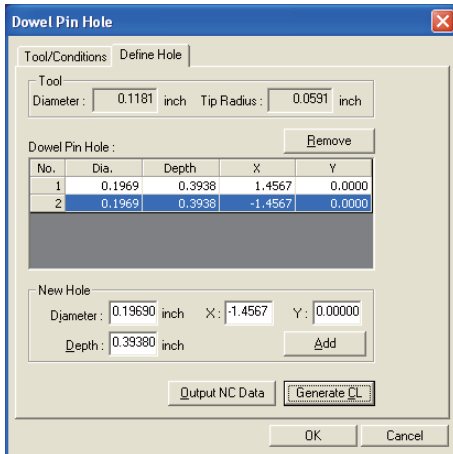 Dowel Pin Hole
Tool/Conditions Define Hole
Tool
Diameter : 0.1181 inch Tip Radius : 0.0591 inch
Dowel Pin Hole : Remove
No. Dia. Depth X Y
1 0.1969 0.3938 1.4567 0.0000
2 0.1969 0.3938 -1.4567 0.0000
New Hole
Diameter : 0.19690 inch X : -1.4567 Y : 0.00000
Depth : 0.39380 inch Add
Output NC Data Generate CL
OK Cancel